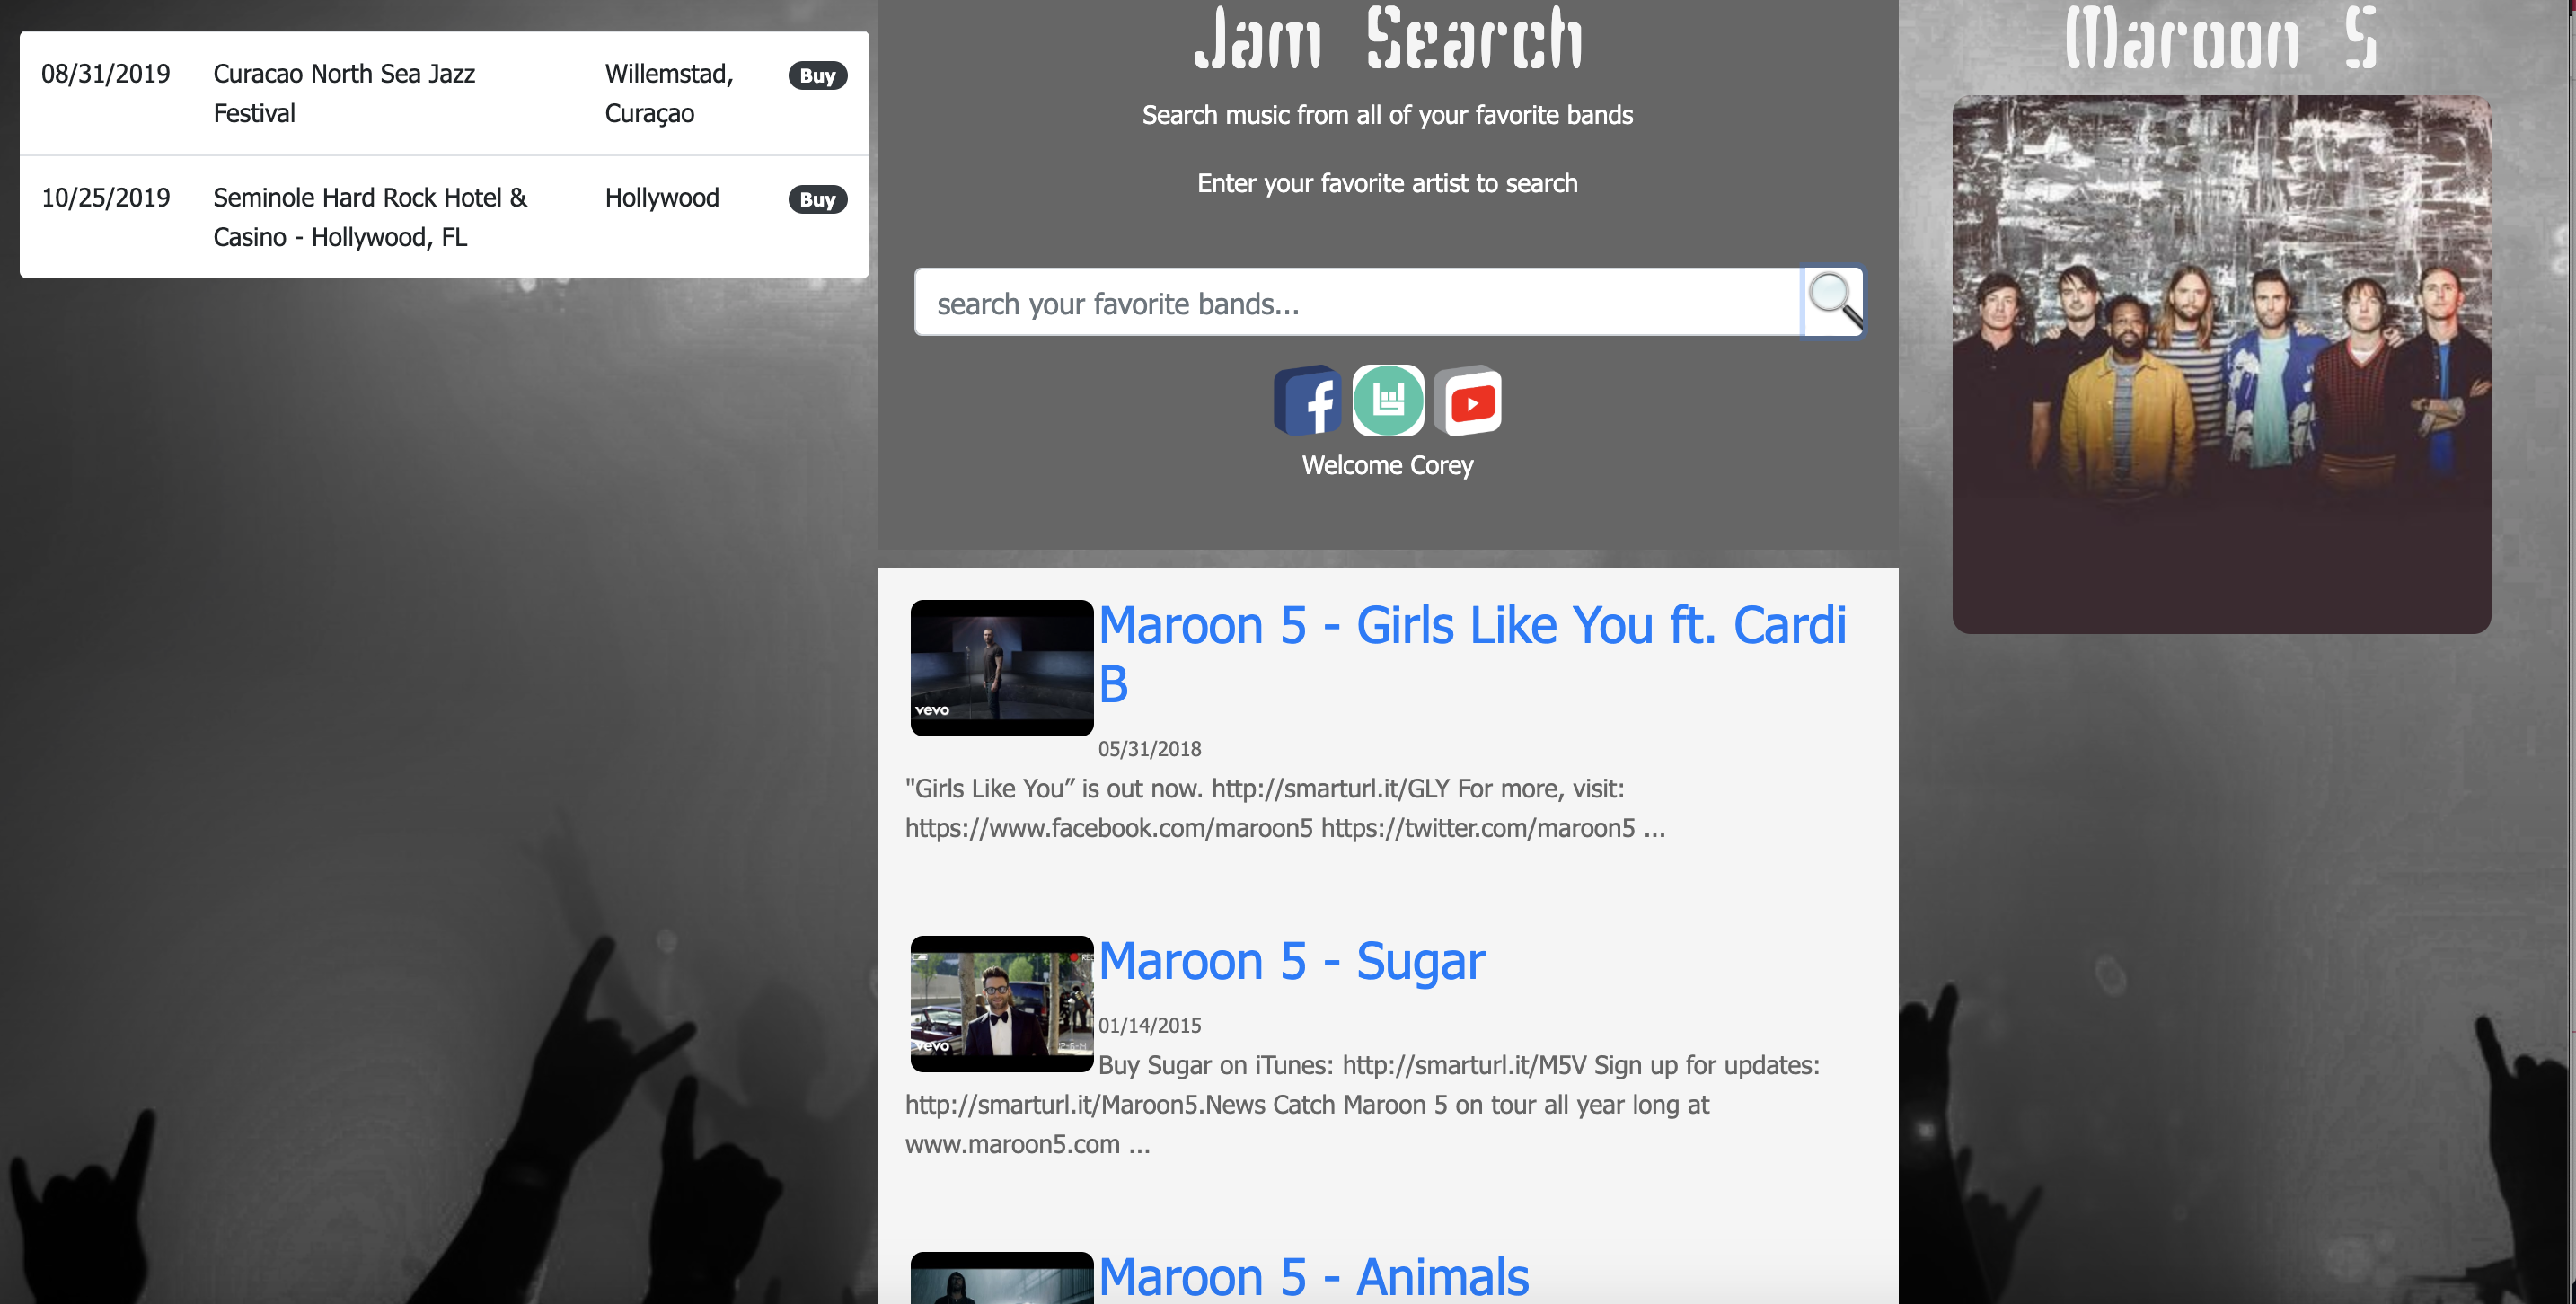 08/31/2019
Curacao North Sea Jazz
Festival
Willemstad,
Curaçao
Buy
10/25/2019
Seminole Hard Rock Hotel &
Casino - Hollywood, FL
Hollywood
Buy
Jam Search
Search music from all of your favorite bands
Enter your favorite artist to search
search your favorite bands...
Welcome Corey
vevo
Maroon 5 - Girls Like You ft. Cardi
B
05/31/2018
"Girls Like You” is out now. http://smarturl.it/GLY For more, visit:
https://www.facebook.com/maroon5 https://twitter.com/maroon5 ...
vevo
Maroon 5 - Sugar
01/14/2015
Buy Sugar on iTunes: http://smarturl.it/M5V Sign up for updates:
http://smarturl.it/Maroon5.News Catch Maroon 5 on tour all year long at
www.maroon5.com ...
Maroon 5 - Animals
Maroon 5